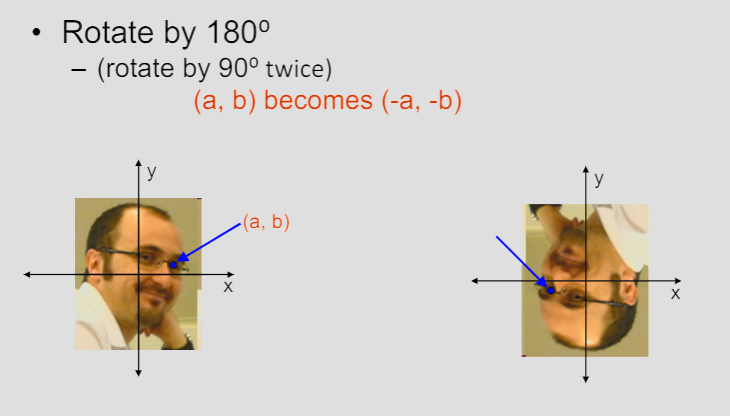 • Rotate by 180º
– (rotate by 90º twice)
(a, b) becomes (-a, -b)
y
(a, b)
x
y
x